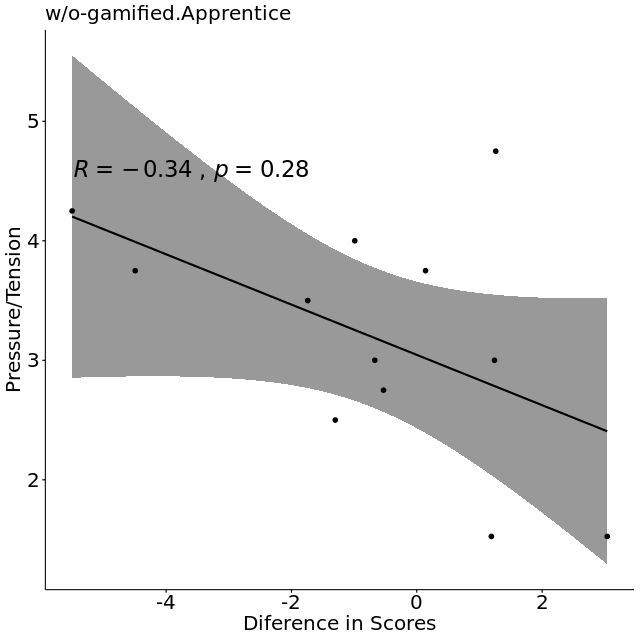 w/o-gamified.Apprentice
R = −0.34 , p = 0.28
Pressure/Tension
5
4
3
2
-4 -2 0 2
Diference in Scores